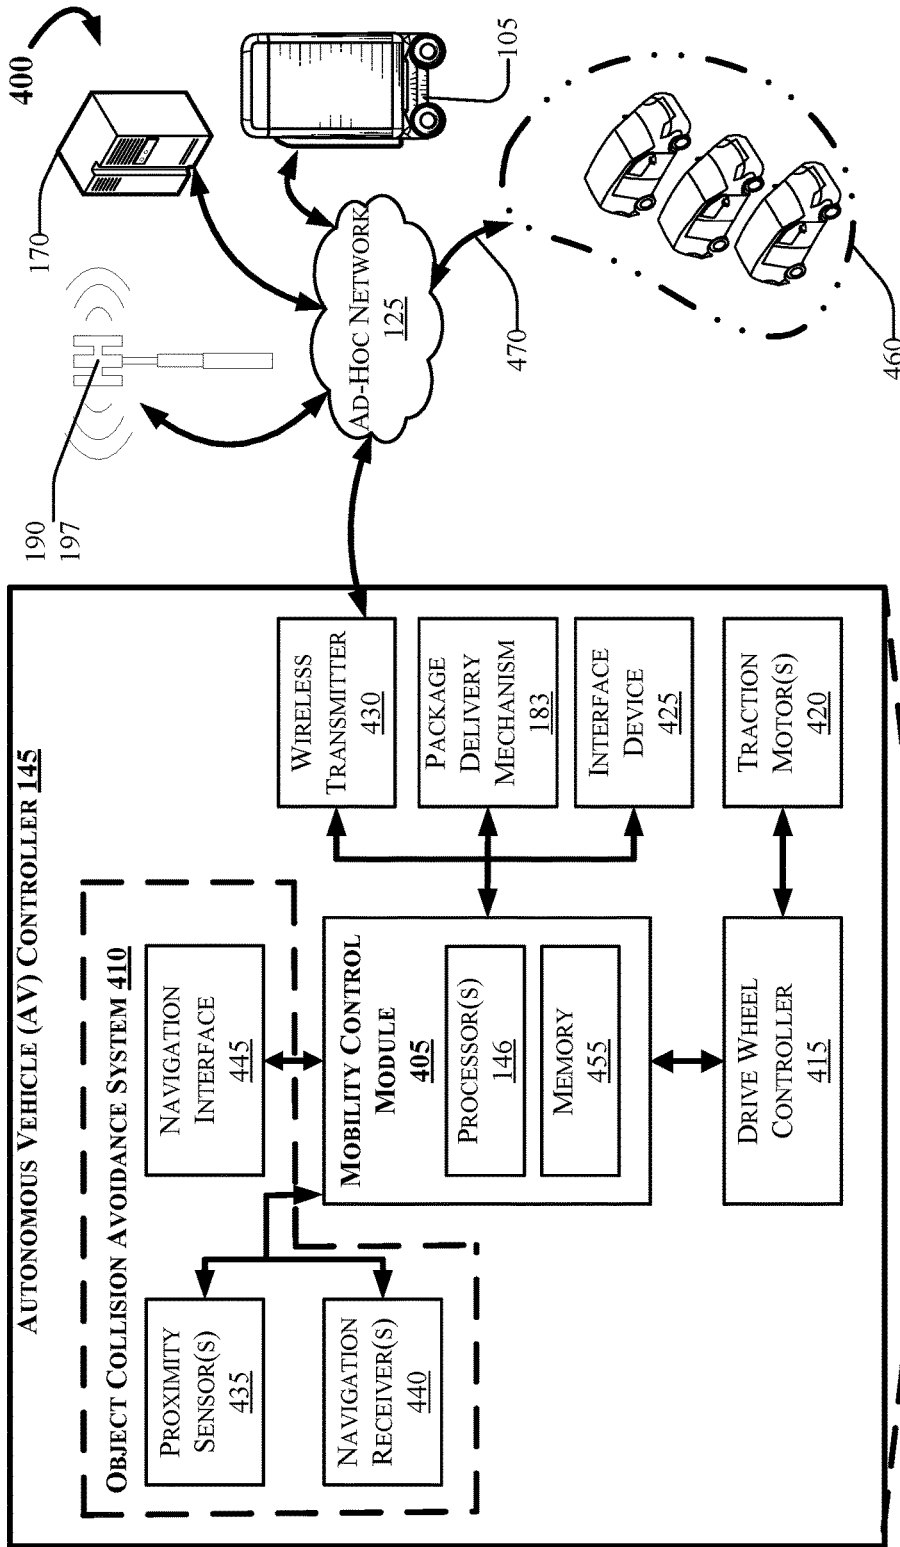 400
AUTONOMOUS VEHICLE (AV) CONTROLLER 145
OBJECT COLLISION AVOIDANCE SYSTEM 410
PROXIMITY
SENSOR(S)
435
NAVIGATION
RECEIVER(S)
440
NAVIGATION
INTERFACE
445
MOBILITY CONTROL
MODULE
405
PROCESSOR(S)
146
MEMORY
455
DRIVE WHEEL
CONTROLLER
415
WIRELESS
TRANSMITTER
430
PACKAGE
DELIVERY
MECHANISM
183
INTERFACE
DEVICE
425
TRACTION
MOTOR(S)
420
190
197
170
AD-HOC NETWORK
125
105
470
460